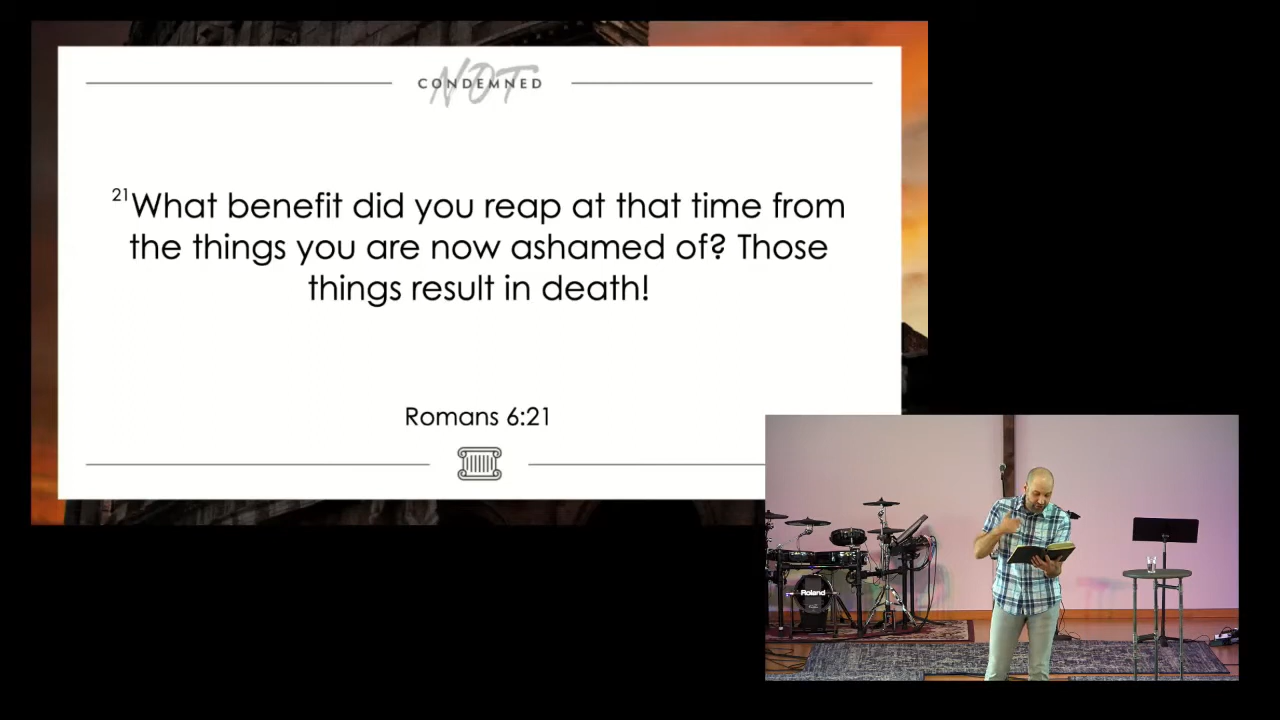 CONDEMNED
NOT
21What benefit did you reap at that time from
the things you are now ashamed of? Those
things result in death!
Romans 6:21
Roland